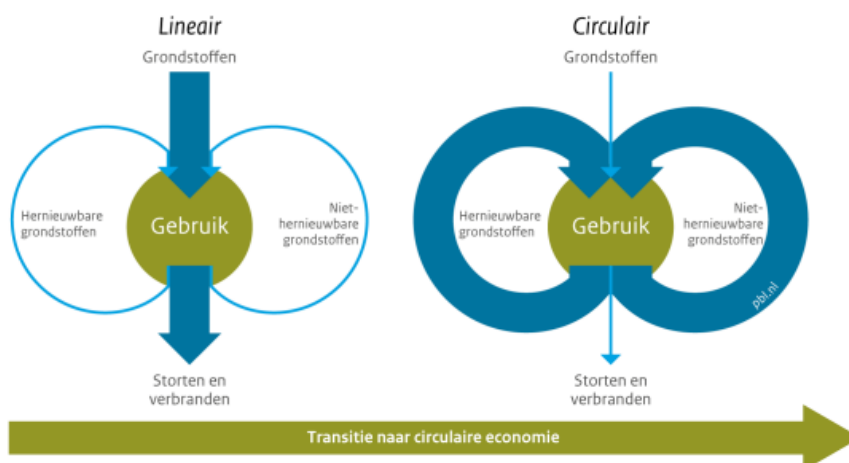 Lineair
Grondstoffen
Hernieuwbare
grondstoffen
Gebruik
Niet-
hernieuwbare
grondstoffen
Storten en
verbranden
Circulair
Grondstoffen
Hernieuwbare
grondstoffen
Gebruik
Niet-
hernieuwbare
grondstoffen
pbl.nl
Storten en
verbranden
Transitie naar circulaire economie